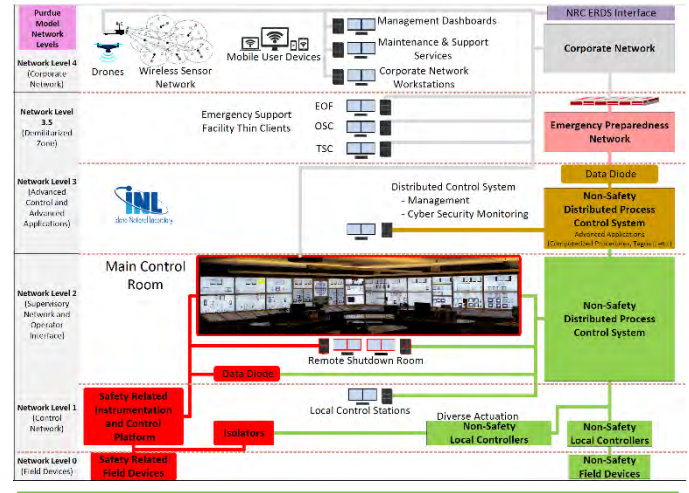 Purdue
Model
Network
Levels
Network Level 4
(Corporate
Network)
Network Level
3.5
(Demilitarized
Zone)
Network Level 3
(Advanced
Control and
Advanced
Applications)
Network Level 2
(Supervisory
Network and
Operator
Interface)
Network Level 1
(Control
Network)
Network Level 0
(Field Devices)
Drones
Wireless Sensor
Network
Mobile User Devices
Management Dashboards
Maintenance & Support
Services
Corporate Network
Workstations
NRC ERDS Interface
Corporate Network
Emergency Support
Facility Thin Clients
EOF
OSC
TSC
Emergency Preparedness
Network
Data Diode
INL
Idaho National Laboratory
Distributed Control System
- Management
- Cyber Security Monitoring
Non-Safety
Distributed Process
Control System
Advanced Applications
(Computerized Procedures,
Main Control
Room
Non-Safety
Distributed Process
Control System
Remote Shutdown Room
Data Diode
Local Control Stations
Safety Related
Instrumentation
and Control
Platform
Isolators
Diverse Actuation
Non-Safety
Local Controllers
Non-Safety
Local Controllers
Safety Related
Field Devices
Non-Safety
Field Devices